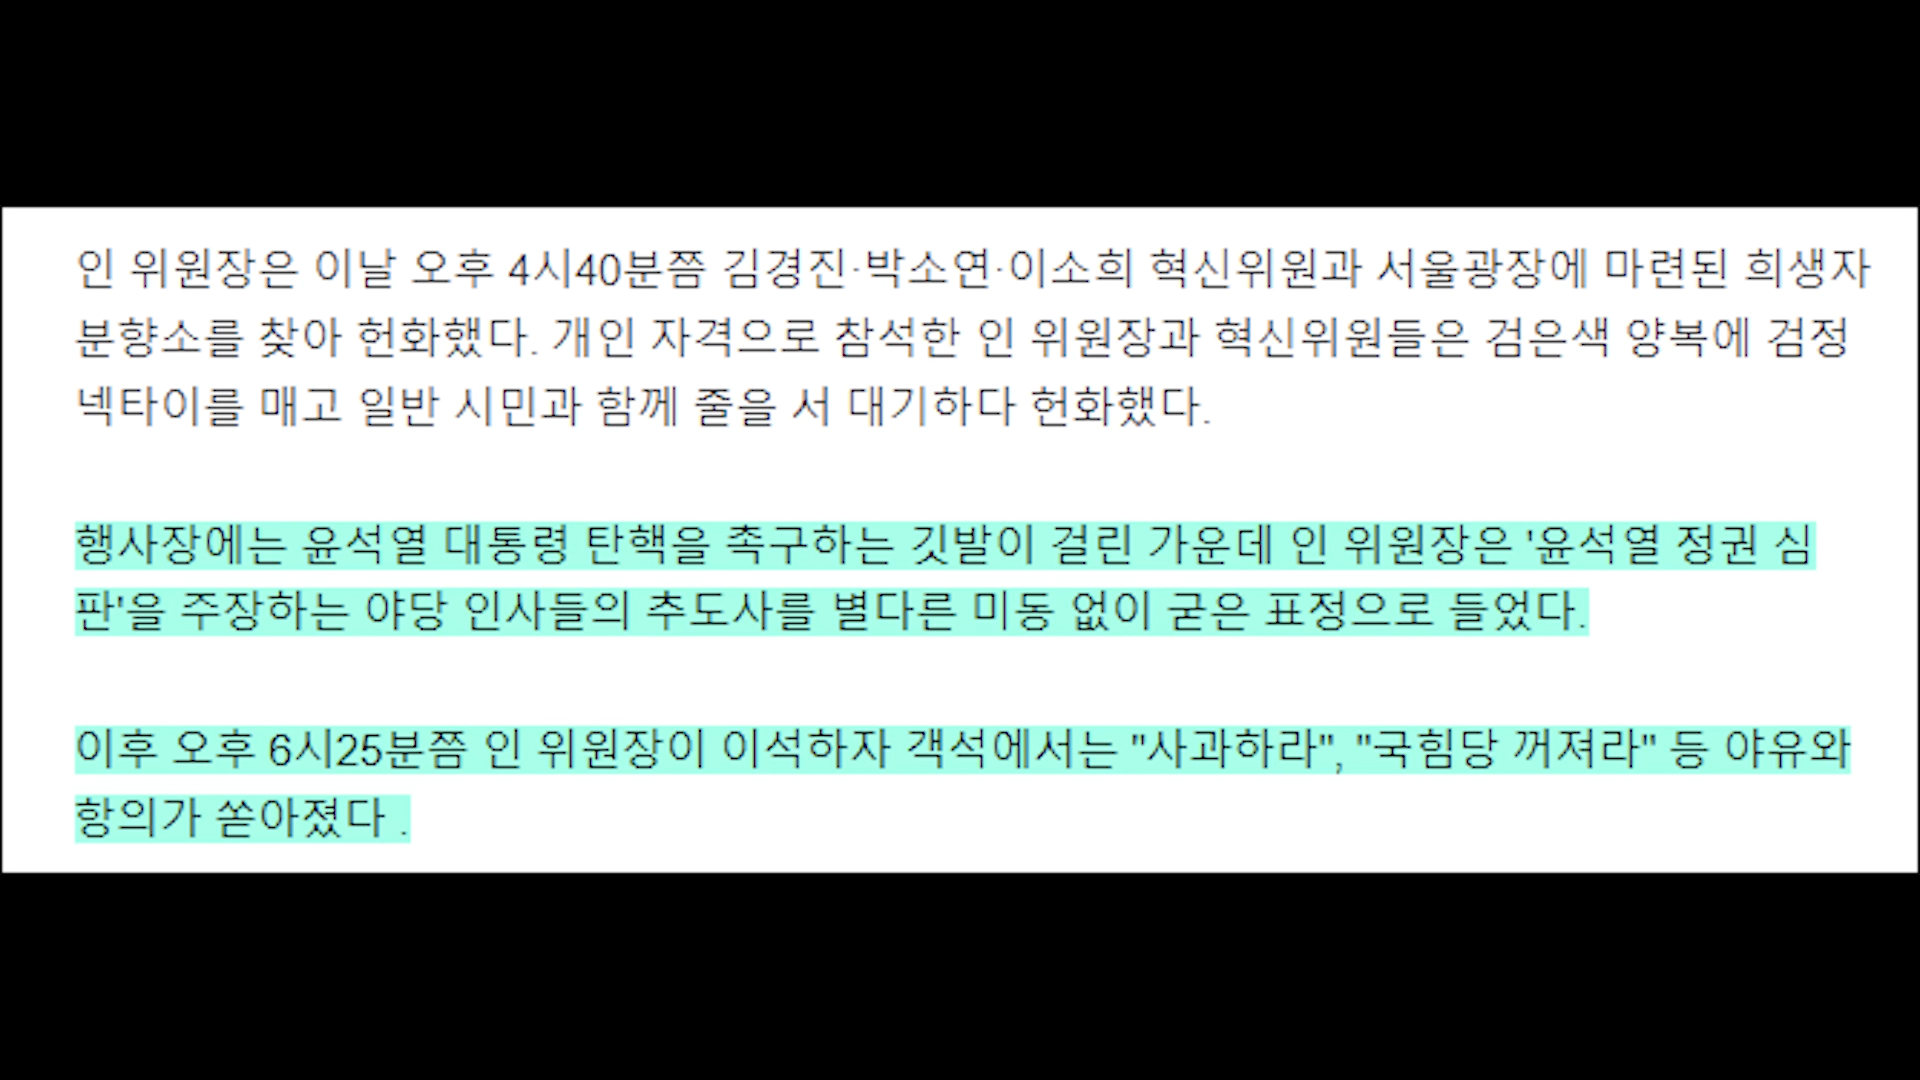 인 위원장은 이날 오후 4시40분쯤 김경진·박소연·이소희 혁신위원과 서울광장에 마련된 희생자
분향소를 찾아 헌화했다. 개인 자격으로 참석한 인 위원장과 혁신위원들은 검은색 양복에 검정
넥타이를 매고 일반 시민과 함께 줄을 서 대기하다 헌화했다.
행사장에는 윤석열 대통령 탄핵을 촉구하는 깃발이 걸린 가운데 인 위원장은 '윤석열 정권 심
판'을 주장하는 야당 인사들의 추도사를 별다른 미동 없이 굳은 표정으로 들었다.
이후 오후 6시25분쯤 인 위원장이 이석하자 객석에서는 "사과하라", "국힘당 꺼져라" 등 야유와
항의가 쏟아졌다 .